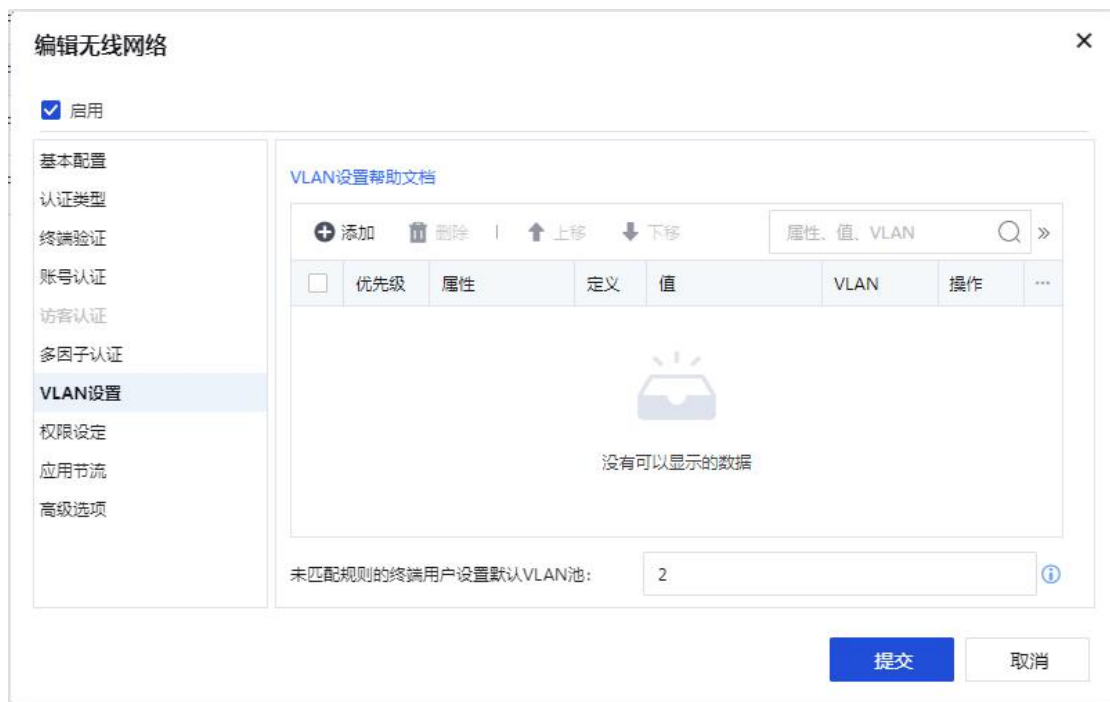 编辑无线网络
启用
基本配置
认证类型
终端验证
账号认证
访客认证
多因子认证
VLAN设置
权限设定
应用节流
高级选项
VLAN设置帮助文档
添加 删除 上移 下移 属性、值、VLAN
优先级 属性 定义 值 VLAN 操作 ...
没有可以显示的数据
未匹配规则的终端用户设置默认VLAN池： 2
提交 取消